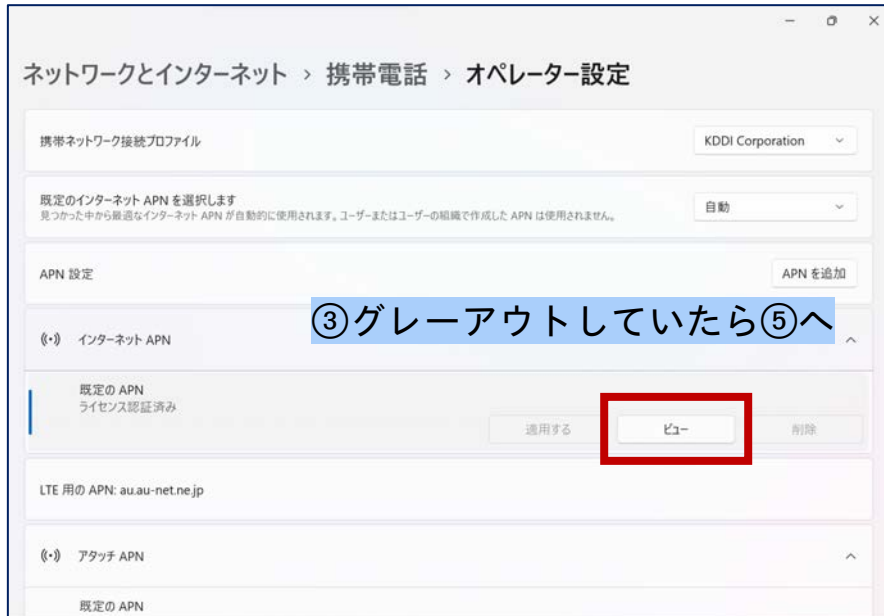 ネットワークとインターネット › 携帯電話 › オペレーター設定
携帯ネットワーク接続プロファイル
KDDI Corporation
既定のインターネット APN を選択します
見つかった中から最適なインターネット APN が自動的に使用されます。ユーザーまたはユーザーの組織で作成した APN は使用されません。
自動
APN 設定
APN を追加
③グレーアウトしていたら⑤へ
インターネット APN
既定の APN
ライセンス認証済み
適用する
ビュー
削除
LTE 用の APN: au.au-net.ne.jp
アタッチ APN
既定の APN